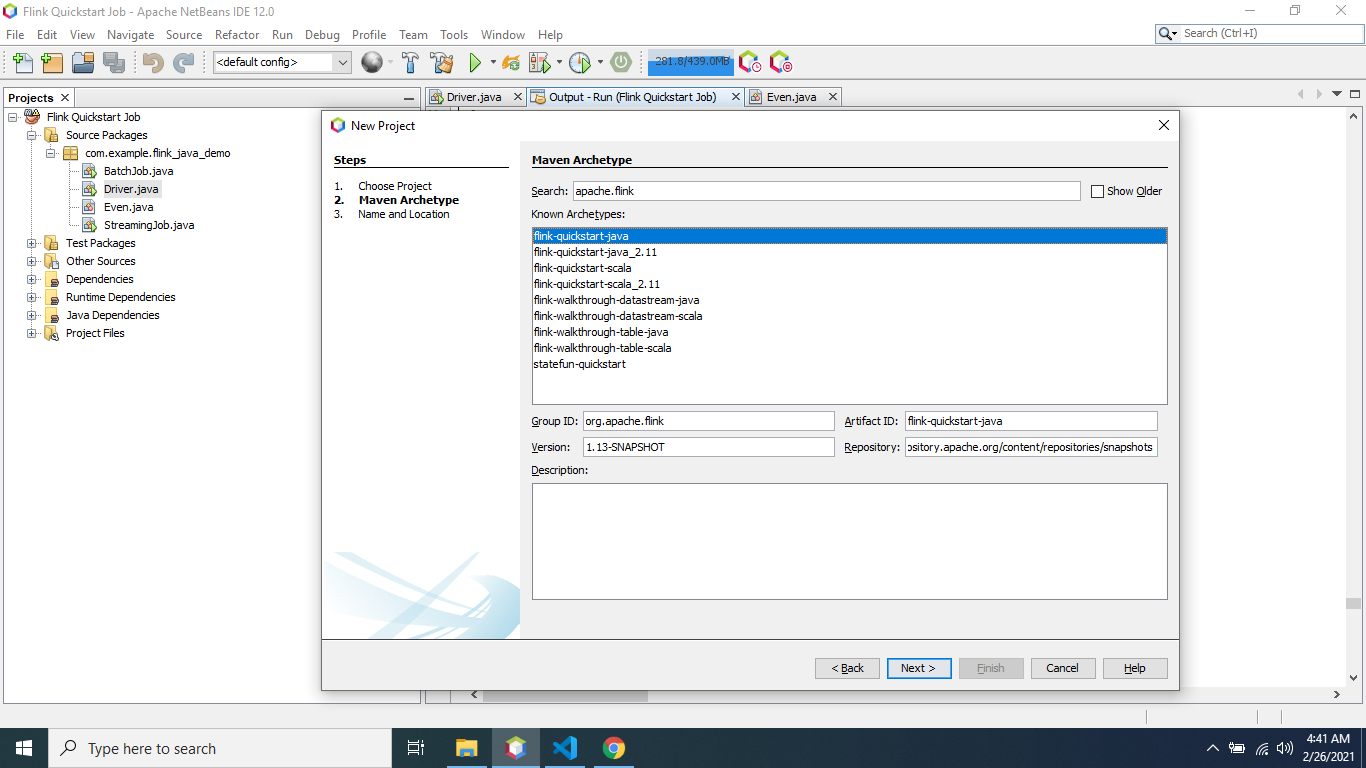 Flink Quickstart Job - Apache NetBeans IDE 12.0
File Edit View Navigate Source Refactor Run Debug Profile Team Tools Window Help
Search (Ctrl+I)
<default config>
281.8/439.0MB
Projects
Driver.java
Output - Run (Flink Quickstart Job)
Even.java
Flink Quickstart Job
Source Packages
com.example.flink_java_demo
BatchJob.java
Driver.java
Even.java
StreamingJob.java
Test Packages
Other Sources
Dependencies
Runtime Dependencies
Java Dependencies
Project Files
New Project
Steps
1. Choose Project
2. Maven Archetype
3. Name and Location
Maven Archetype
Search: apache.flink
Show Older
Known Archetypes:
flink-quickstart-java
flink-quickstart-java_2.11
flink-quickstart-scala
flink-quickstart-scala_2.11
flink-walkthrough-datastream-java
flink-walkthrough-datastream-scala
flink-walkthrough-table-java
flink-walkthrough-table-scala
statefun-quickstart
Group ID: org.apache.flink Artifact ID: flink-quickstart-java
Version: 1.13-SNAPSHOT Repository: ository.apache.org/content/repositories/snapshots
Description:
< Back Next > Finish Cancel Help
Type here to search
4:41 AM
2/26/2021